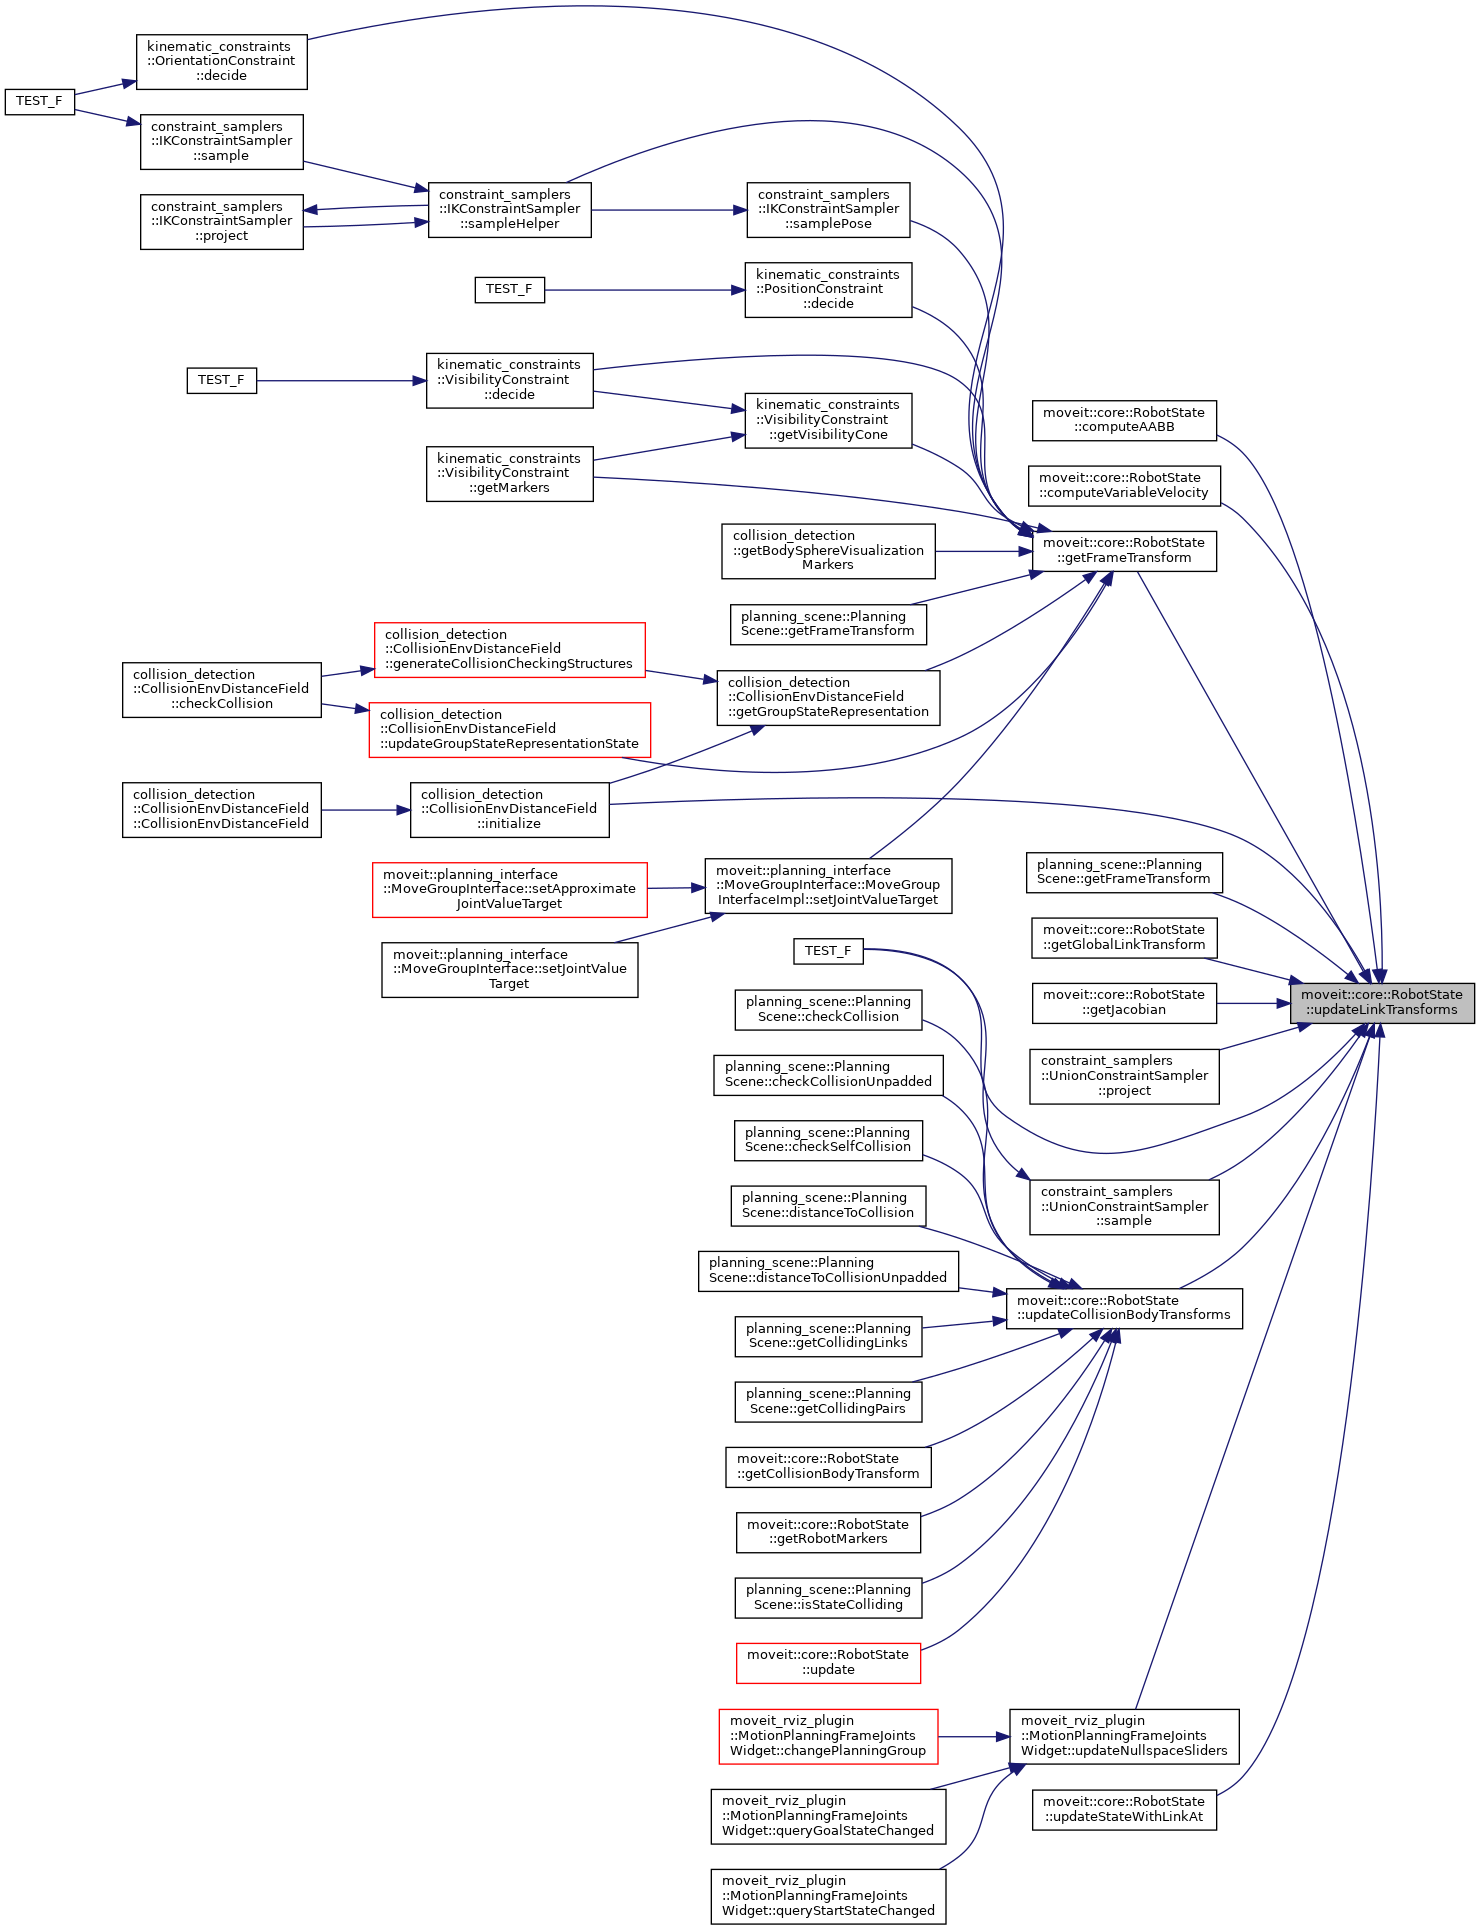 kinematic_constraints
::OrientationConstraint
::decide
TEST_F
constraint_samplers
::IKConstraintSampler
::sample
constraint_samplers
::IKConstraintSampler
::project
constraint_samplers
::IKConstraintSampler
::sampleHelper
constraint_samplers
::IKConstraintSampler
::samplePose
TEST_F
kinematic_constraints
::PositionConstraint
::decide
TEST_F
kinematic_constraints
::VisibilityConstraint
::decide
kinematic_constraints
::VisibilityConstraint
::getVisibilityCone
kinematic_constraints
::VisibilityConstraint
::getMarkers
moveit::core::RobotState
::computeAABB
moveit::core::RobotState
::computeVariableVelocity
collision_detection
::getBodySphereVisualization
Markers
moveit::core::RobotState
::getFrameTransform
planning_scene::Planning
Scene::getFrameTransform
collision_detection
::CollisionEnvDistanceField
::generateCollisionCheckingStructures
collision_detection
::CollisionEnvDistanceField
::checkCollision
collision_detection
::CollisionEnvDistanceField
::getGroupStateRepresentation
collision_detection
::CollisionEnvDistanceField
::updateGroupStateRepresentationState
collision_detection
::CollisionEnvDistanceField
::CollisionEnvDistanceField
collision_detection
::CollisionEnvDistanceField
::initialize
moveit::planning_interface
::MoveGroupInterface::setApproximate
JointValueTarget
moveit::planning_interface
::MoveGroupInterface::MoveGroup
InterfaceImpl::setJointValueTarget
moveit::planning_interface
::MoveGroupInterface::setJointValue
Target
planning_scene::Planning
Scene::getFrameTransform
moveit::core::RobotState
::getGlobalLinkTransform
TEST_F
moveit::core::RobotState
::getJacobian
moveit::core::RobotState
::updateLinkTransforms
planning_scene::Planning
Scene::checkCollision
constraint_samplers
::UnionConstraintSampler
::project
planning_scene::Planning
Scene::checkCollisionUnpadded
planning_scene::Planning
Scene::checkSelfCollision
constraint_samplers
::UnionConstraintSampler
::sample
planning_scene::Planning
Scene::distanceToCollision
planning_scene::Planning
Scene::distanceToCollisionUnpadded
moveit::core::RobotState
::updateCollisionBodyTransforms
planning_scene::Planning
Scene::getCollidingLinks
planning_scene::Planning
Scene::getCollidingPairs
moveit::core::RobotState
::getCollisionBodyTransform
moveit::core::RobotState
::getRobotMarkers
planning_scene::Planning
Scene::isStateColliding
moveit::core::RobotState
::update
moveit_rviz_plugin
::MotionPlanningFrameJoints
Widget::changePlanningGroup
moveit_rviz_plugin
::MotionPlanningFrameJoints
Widget::updateNullspaceSliders
moveit_rviz_plugin
::MotionPlanningFrameJoints
Widget::queryGoalStateChanged
moveit::core::RobotState
::updateStateWithLinkAt
moveit_rviz_plugin
::MotionPlanningFrameJoints
Widget::queryStartStateChanged